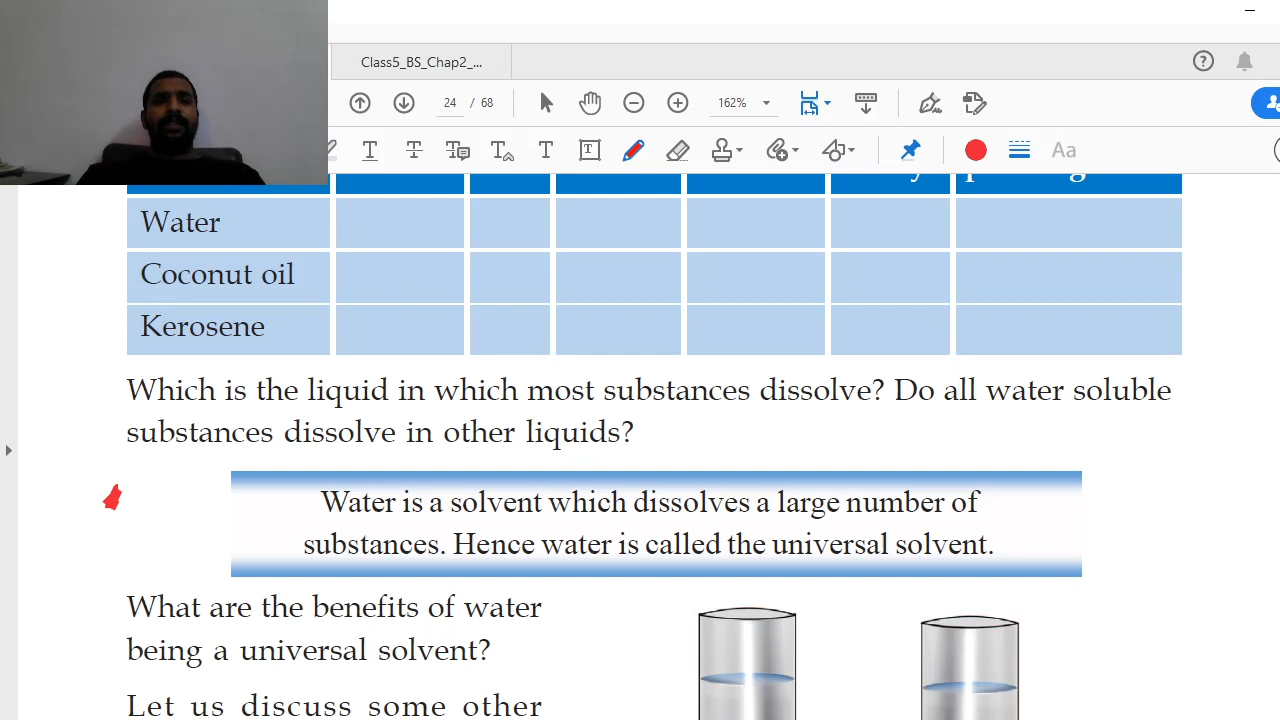 Class5_BS_Chap2_...
24 / 68
162%
Aa
Water
Coconut oil
Kerosene
Which is the liquid in which most substances dissolve? Do all water soluble
substances dissolve in other liquids?
Water is a solvent which dissolves a large number of
substances. Hence water is called the universal solvent.
What are the benefits of water
being a universal solvent?
Let us discuss some other